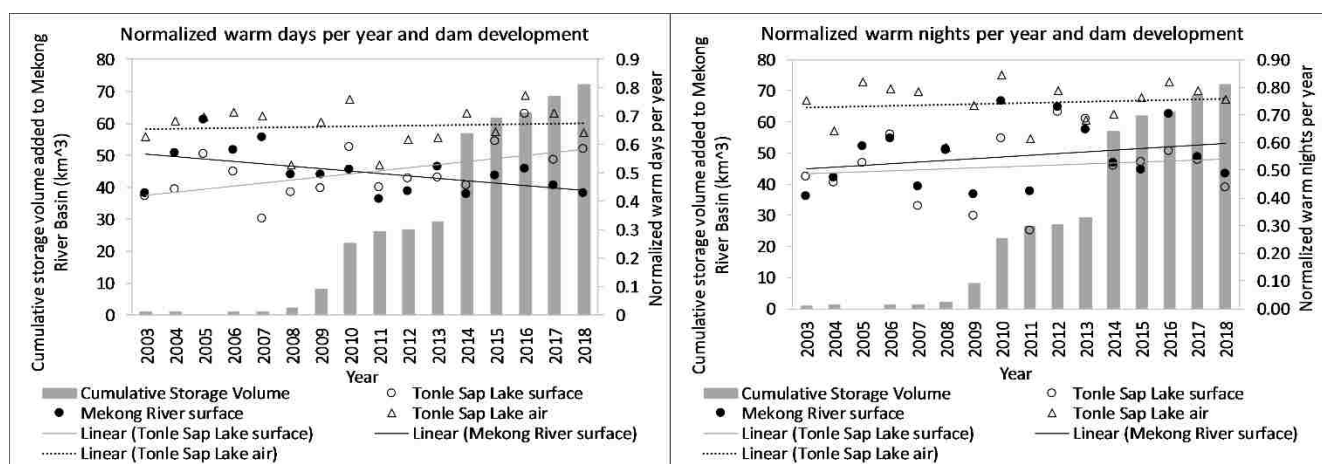 Normalized warm days per year and dam development
Cumulative storage volume added to Mekong
River Basin (km^3)
80
70
60
50
40
30
20
10
0
0.9
0.8
0.7
0.6
0.5
0.4
0.3
0.2
0.1
0
Normalized warm days per year
2003
2004
2005
2006
2007
2008
2009
2010
2011
2012
2013
2014
2015
2016
2017
2018
Year
Cumulative Storage Volume
Tonle Sap Lake surface
Mekong River surface
Tonle Sap Lake air
Linear (Tonle Sap Lake surface)
Linear (Mekong River surface)
Linear (Tonle Sap Lake air)
Normalized warm nights per year and dam development
Cumulative storage volume added to Mekong
River Basin (km^3)
80
70
60
50
40
30
20
10
0
0.90
0.80
0.70
0.60
0.50
0.40
0.30
0.20
0.10
0.00
Normalized warm nights per year
2003
2004
2005
2006
2007
2008
2009
2010
2011
2012
2013
2014
2015
2016
2017
2018
Year
Cumulative Storage Volume
Tonle Sap Lake surface
Mekong River surface
Tonle Sap Lake air
Linear (Tonle Sap Lake surface)
Linear (Mekong River surface)
Linear (Tonle Sap Lake air)